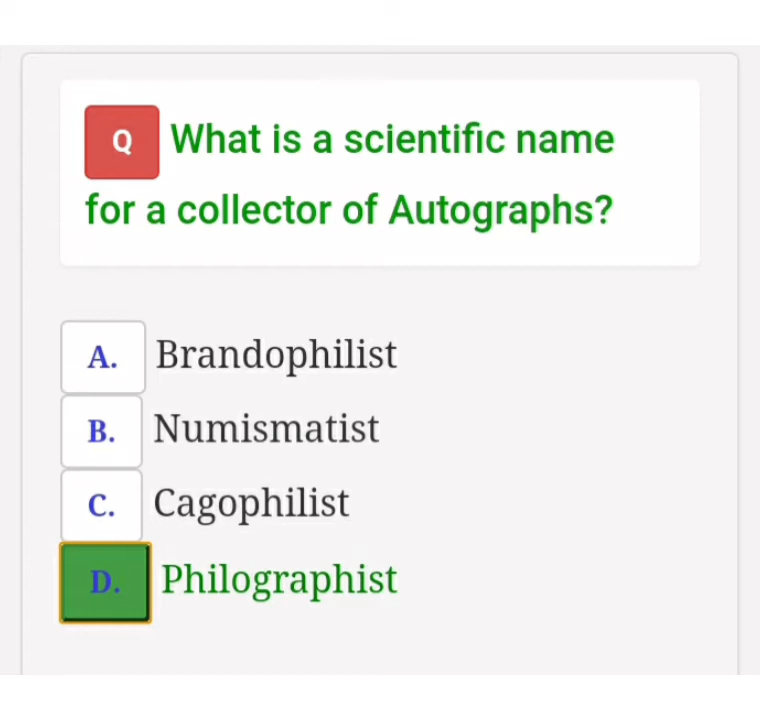 Q What is a scientific name
for a collector of Autographs?
A. Brandophilist
B. Numismatist
C. Cagophilist
D. Philographist